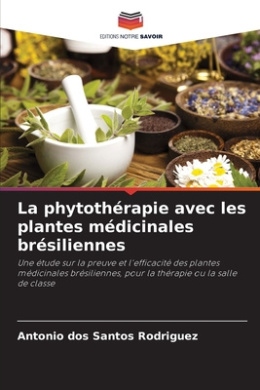 EDITIONS NOTRE SAVOIR
La phytothérapie avec les
plantes médicinales
brésiliennes
Une étude sur la preuve et l'efficacité des plantes
médicinales brésiliennes, pour la thérapie ou la salle
de classe
Antonio dos Santos Rodriguez